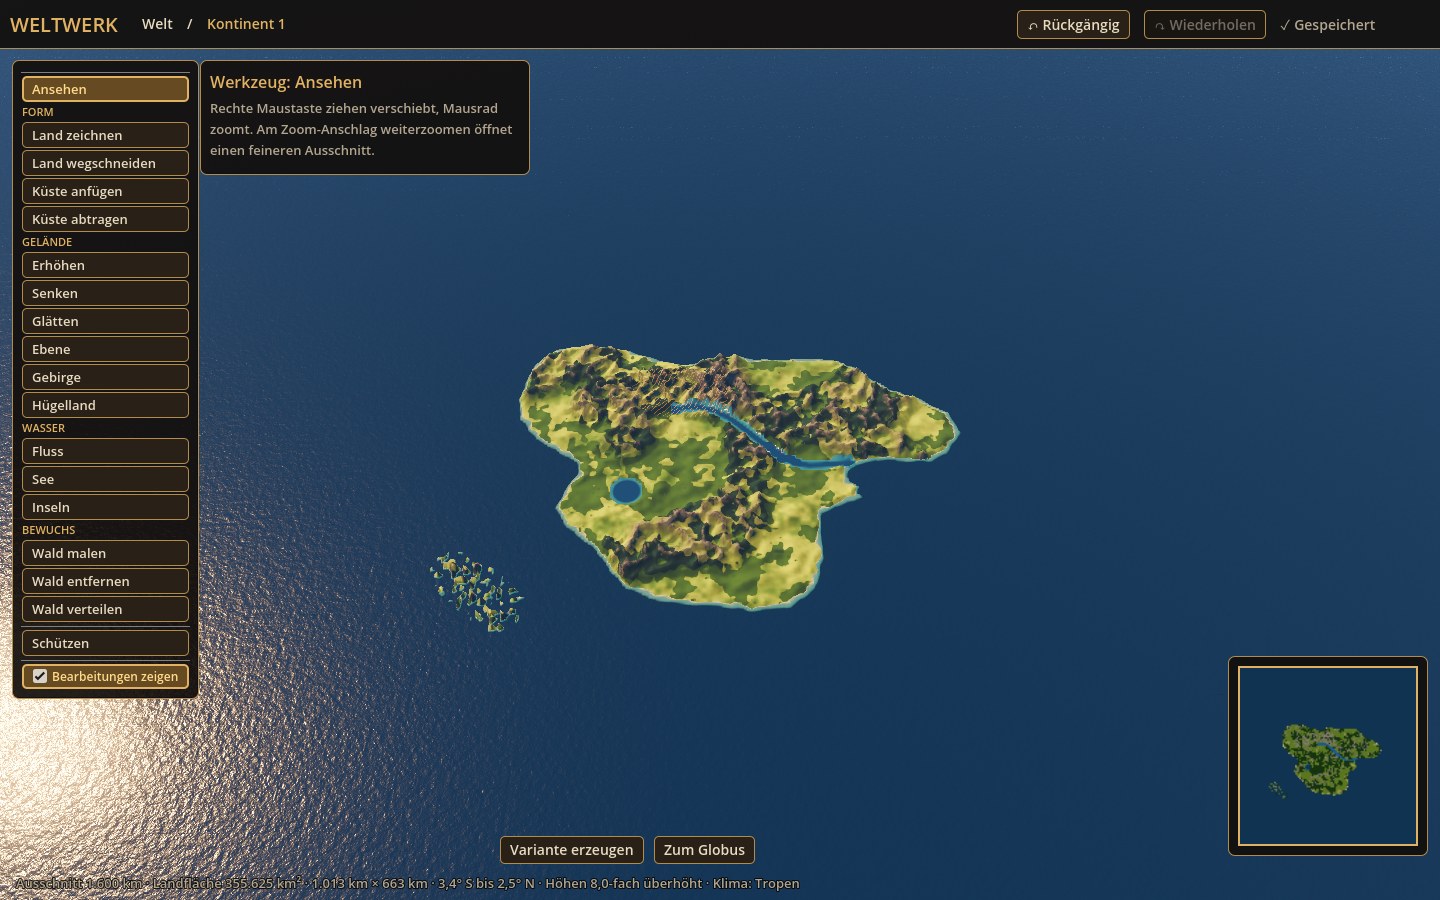 WELTWERK Welt / Kontinent 1 Rückgängig Wiederholen ✓ Gespeichert
Ansehen
FORM
Land zeichnen
Land wegschneiden
Küste anfügen
Küste abtragen
GELÄNDE
Erhöhen
Senken
Glätten
Ebene
Gebirge
Hügelland
WASSER
Fluss
See
Inseln
BEWUCHS
Wald malen
Wald entfernen
Wald verteilen
Schützen
Bearbeitungen zeigen
Werkzeug: Ansehen
Rechte Maustaste ziehen verschiebt, Mausrad
zoomt. Am Zoom-Anschlag weiterzoomen öffnet
einen feineren Ausschnitt.
Variante erzeugen
Zum Globus
Ausschnitt 1.600 km · Landfläche 355.625 km² · 1.013 km × 663 km · 3,4° S bis 2,5° N · Höhen 8,0-fach überhöht · Klima: Tropen